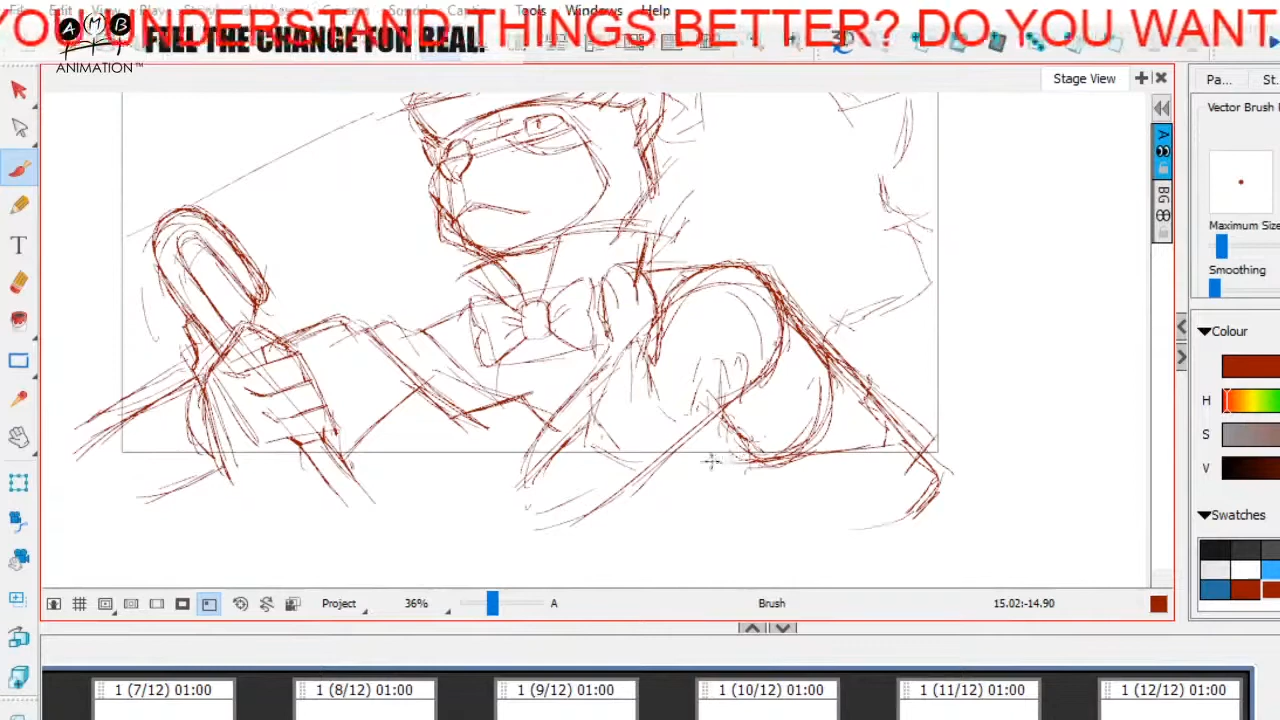 YOU UNDERSTAND THINGS BETTER? DO YOU WANT
Tools Windows Help
AMB
ANIMATION™
FEEL THE CHANGE FOR REAL!
Stage View
Pa...
St.
Vector Brush
A
BG
Maximum Size
Smoothing
Colour
H
S
V
Swatches
Project
36%
A
Brush
15.02:-14.90
1 (7/12) 01:00
1 (8/12) 01:00
1 (9/12) 01:00
1 (10/12) 01:00
1 (11/12) 01:00
1 (12/12) 01:00